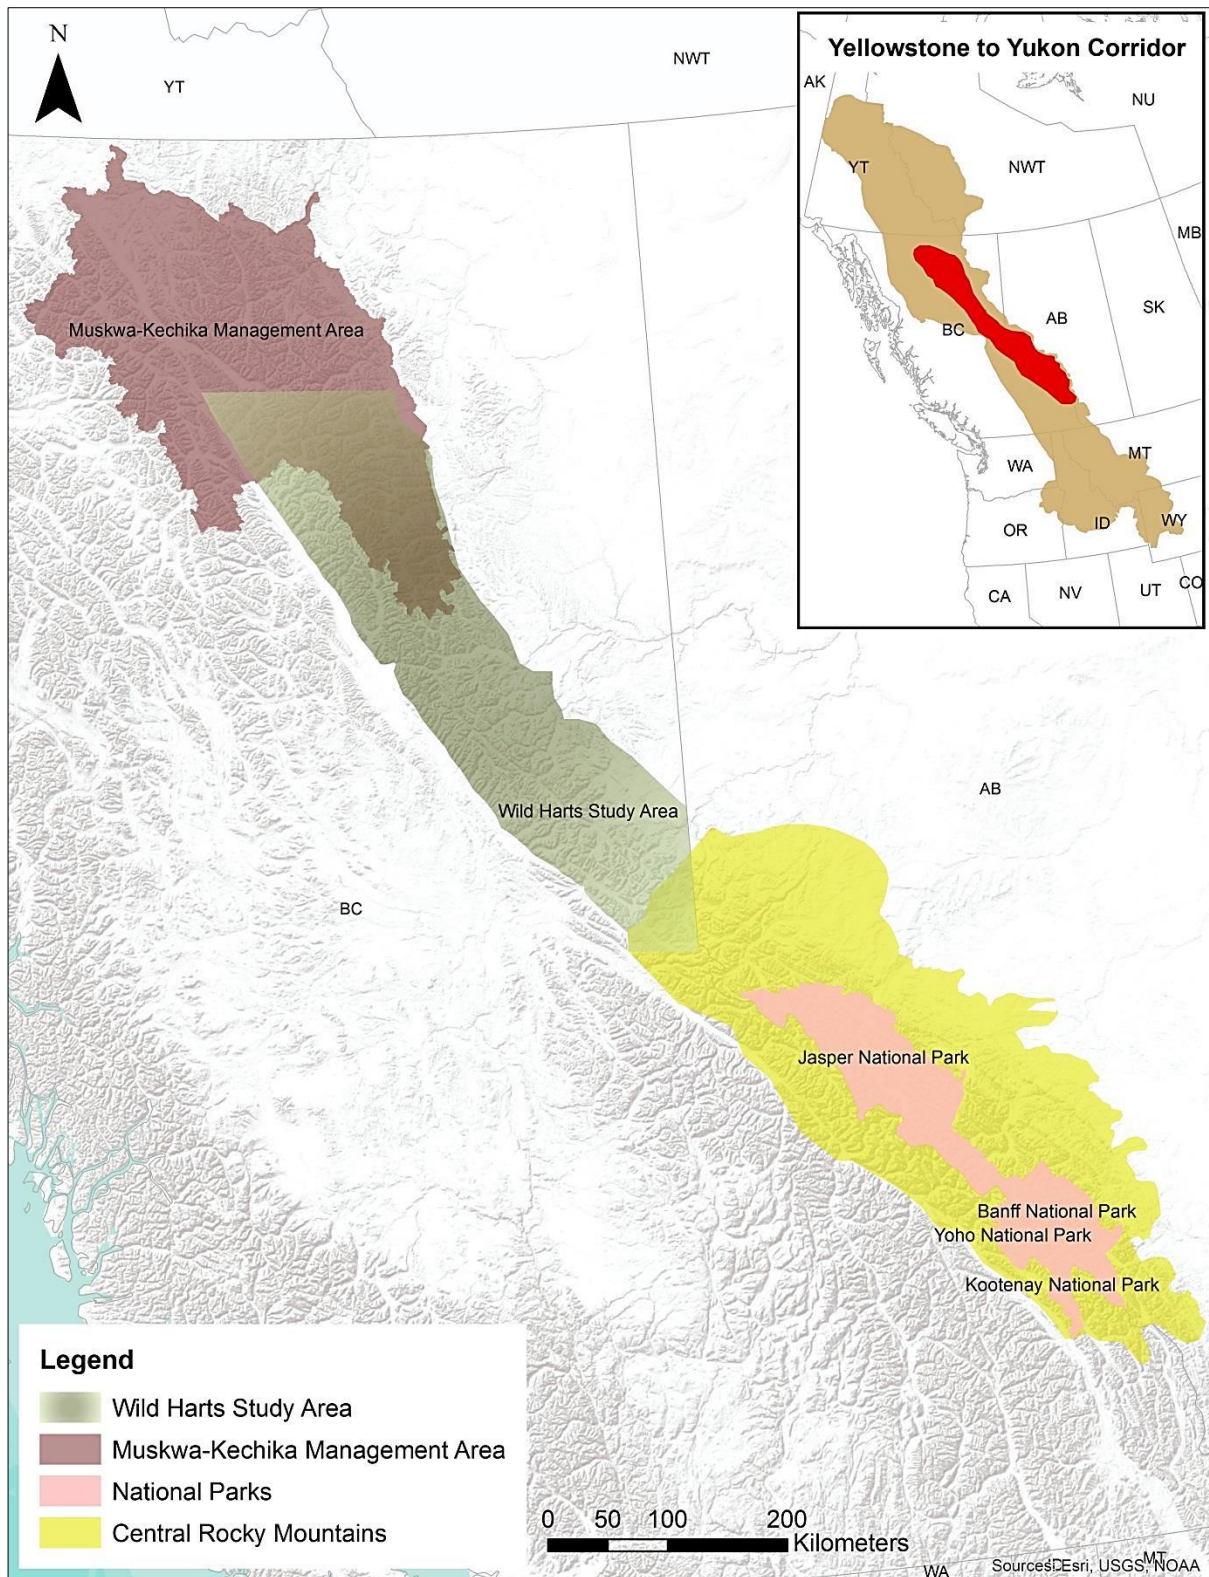 N
YT
NWT
Yellowstone to Yukon Corridor
AK
NU
YT
NWT
MB
BC
AB
SK
WA
MT
OR
ID
WY
CA
NV
UT
CO
Muskwa-Kechika Management Area
Wild Harts Study Area
AB
BC
Jasper National Park
Banff National Park
Yoho National Park
Kootenay National Park
Legend
Wild Harts Study Area
Muskwa-Kechika Management Area
National Parks
Central Rocky Mountains
0 50 100 200
Kilometers
WA
ID
MT
Sources: Esri, USGS, NOAA